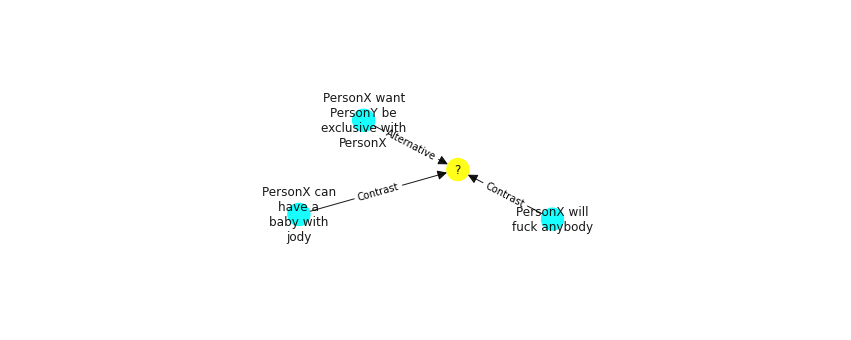 PersonX want
PersonY be
exclusive with
PersonX
Alternative
?
PersonX can
have a
baby with
jody
Contrast
Contrast
PersonX will
fuck anybody